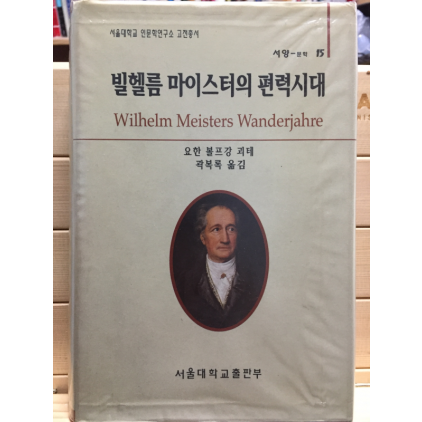 서울대학교 인문학연구소 고전총서
서양-문학 15
빌헬름 마이스터의 편력시대
Wilhelm Meisters Wanderjahre
요한 볼프강 괴테
곽복록 옮김
서울대학교출판부